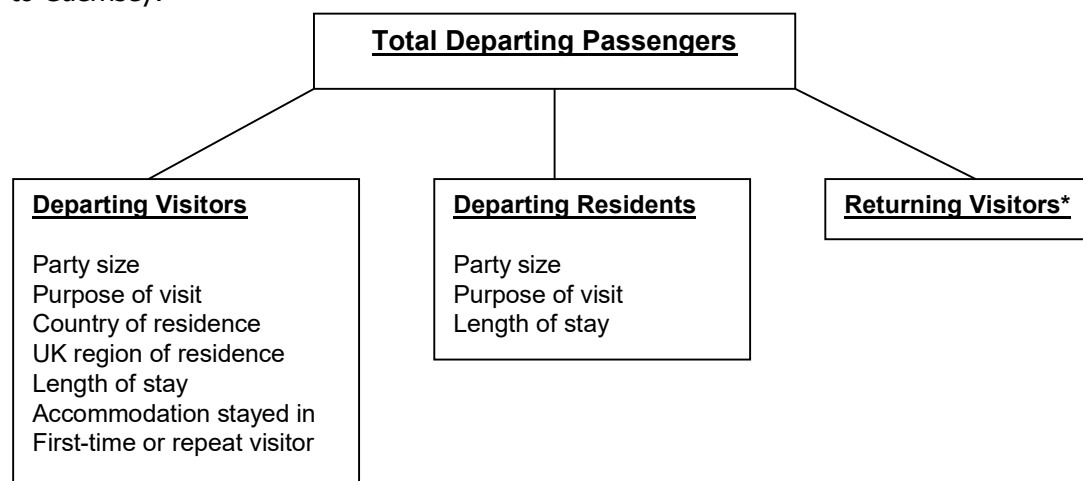 to Guernsey.
Total Departing Passengers
Departing Visitors
Party size
Purpose of visit
Country of residence
UK region of residence
Length of stay
Accommodation stayed in
First-time or repeat visitor
Departing Residents
Party size
Purpose of visit
Length of stay
Returning Visitors*